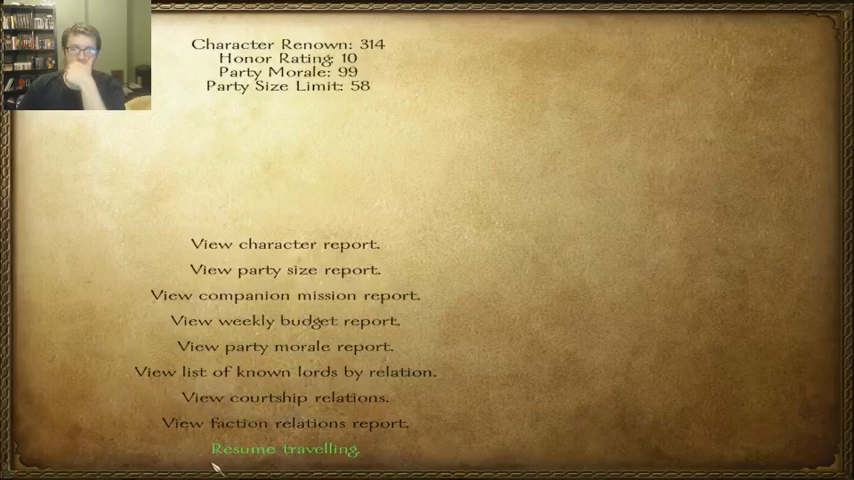 Character Renown: 314
Honor Rating: 10
Party Morale: 99
Party Size Limit: 58
View character report.
View party size report.
View companion mission report.
View weekly budget report.
View party morale report.
View list of known lords by relation.
View courtship relations.
View faction relations report.
Resume travelling.